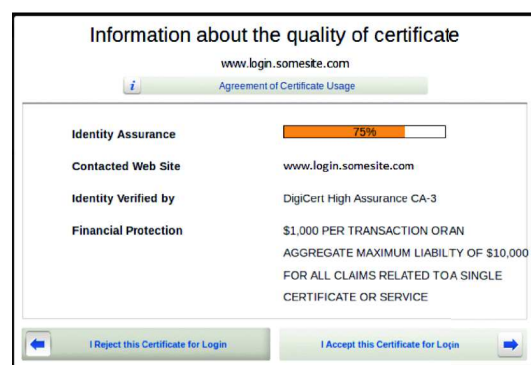 Information about the quality of certificate
www.login.somesite.com
i Agreement of Certificate Usage
Identity Assurance 75%
Contacted Web Site www.login.somesite.com
Identity Verified by DigiCert High Assurance CA-3
Financial Protection $1,000 PER TRANSACTION ORAN
AGGREGATE MAXIMUM LIABILTY OF $10,000
FOR ALL CLAIMS RELATED TOA SINGLE
CERTIFICATE OR SERVICE
I Reject this Certificate for Login I Accept this Certificate for Login